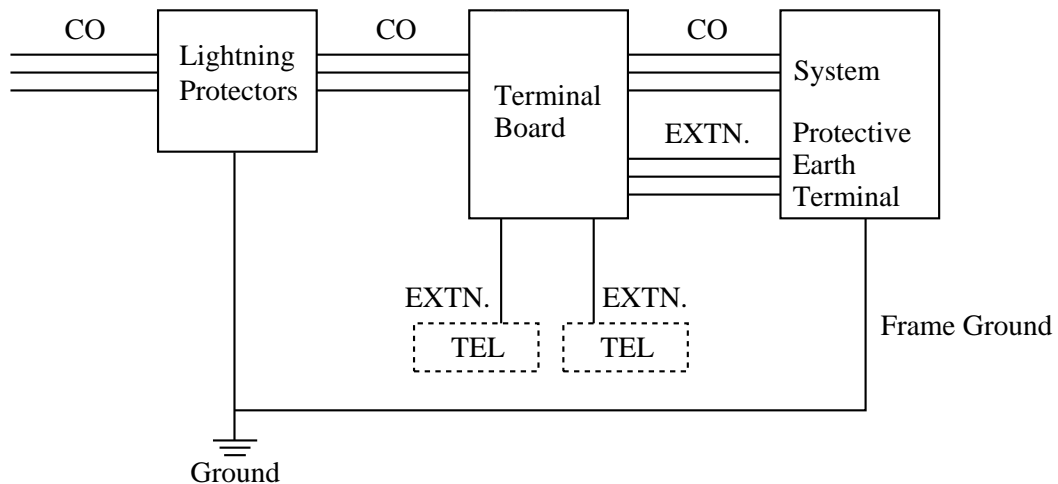 CO
CO
CO
Lightning
Protectors
Terminal
Board
System
EXTN.
Protective
Earth
Terminal
EXTN.
EXTN.
TEL
TEL
Frame Ground
Ground